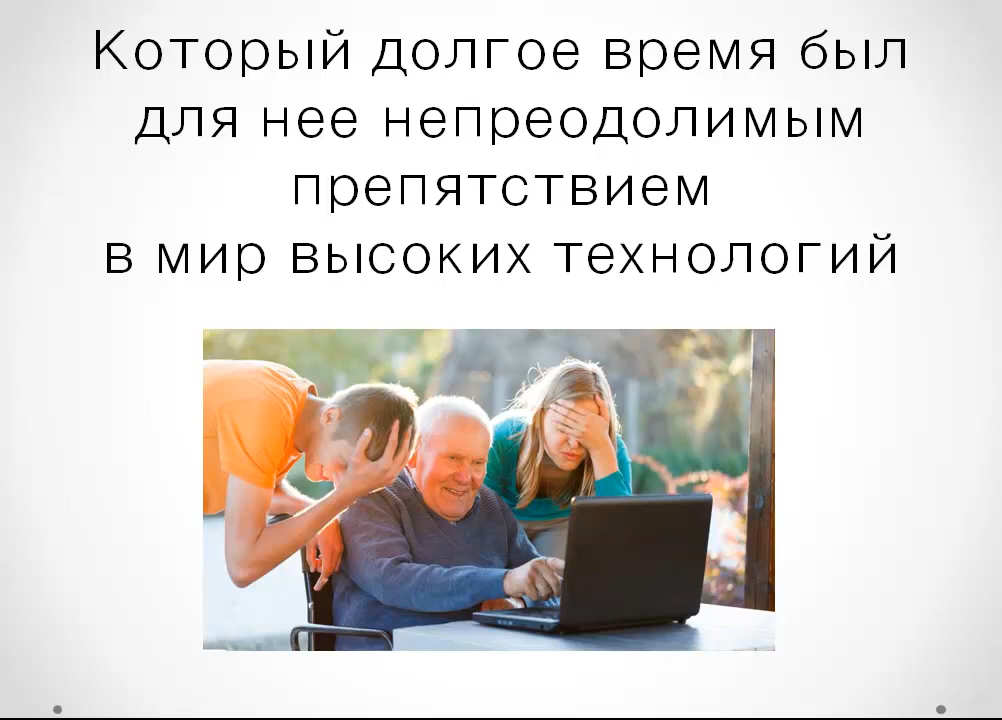 Который долгое время был
для нее непреодолимым
препятствием
в мир высоких технологий